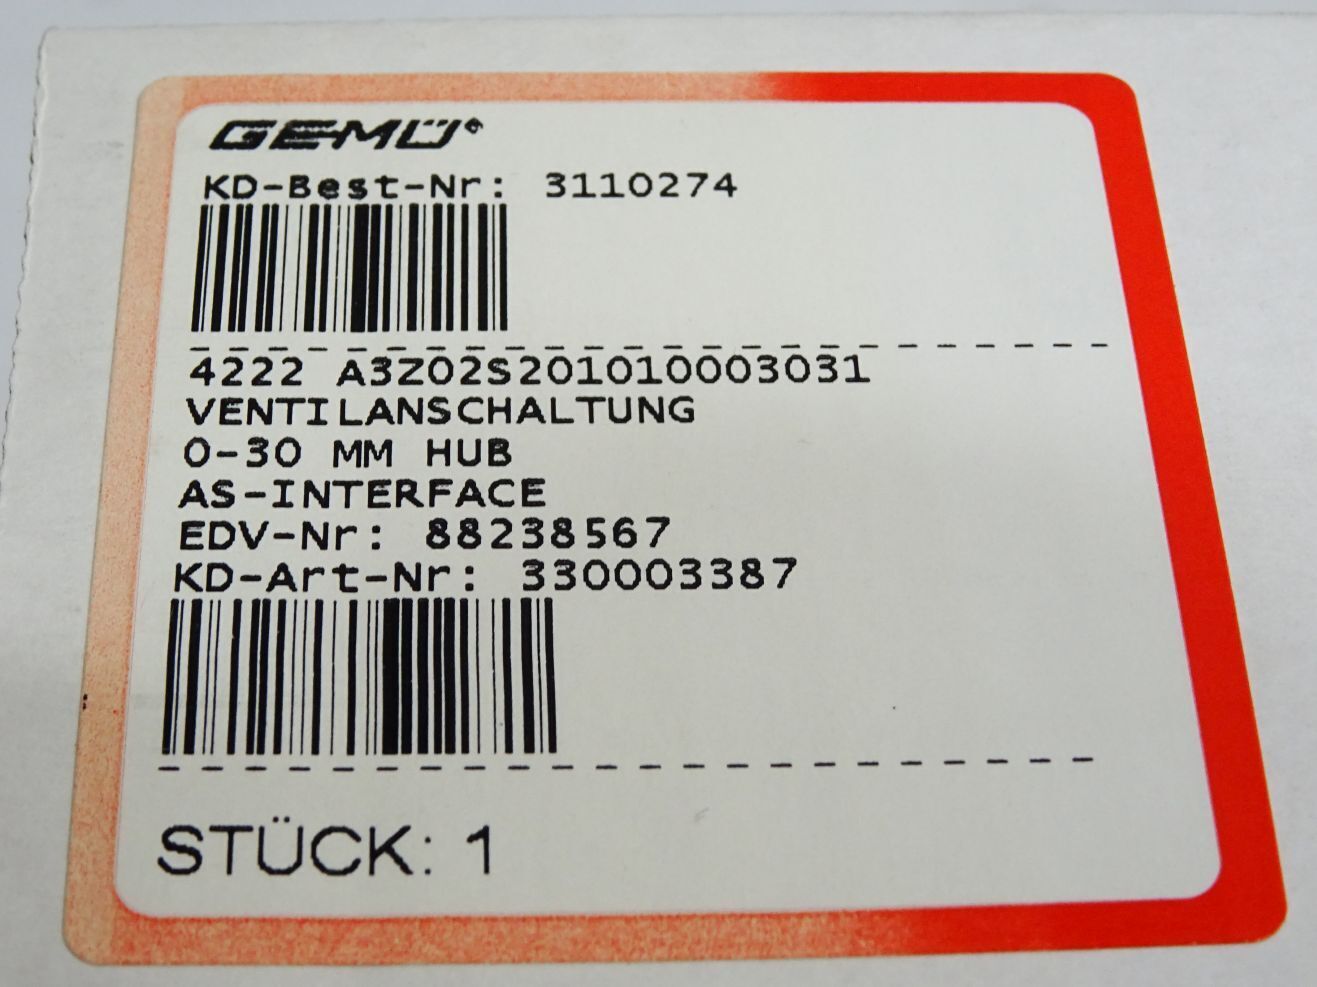 GEMÜ®
KD-Best-Nr: 3110274
4222 A3Z02S201010003031
VENTILANSCHALTUNG
0-30 MM HUB
AS-INTERFACE
EDV-Nr: 88238567
KD-Art-Nr: 330003387
STÜCK: 1